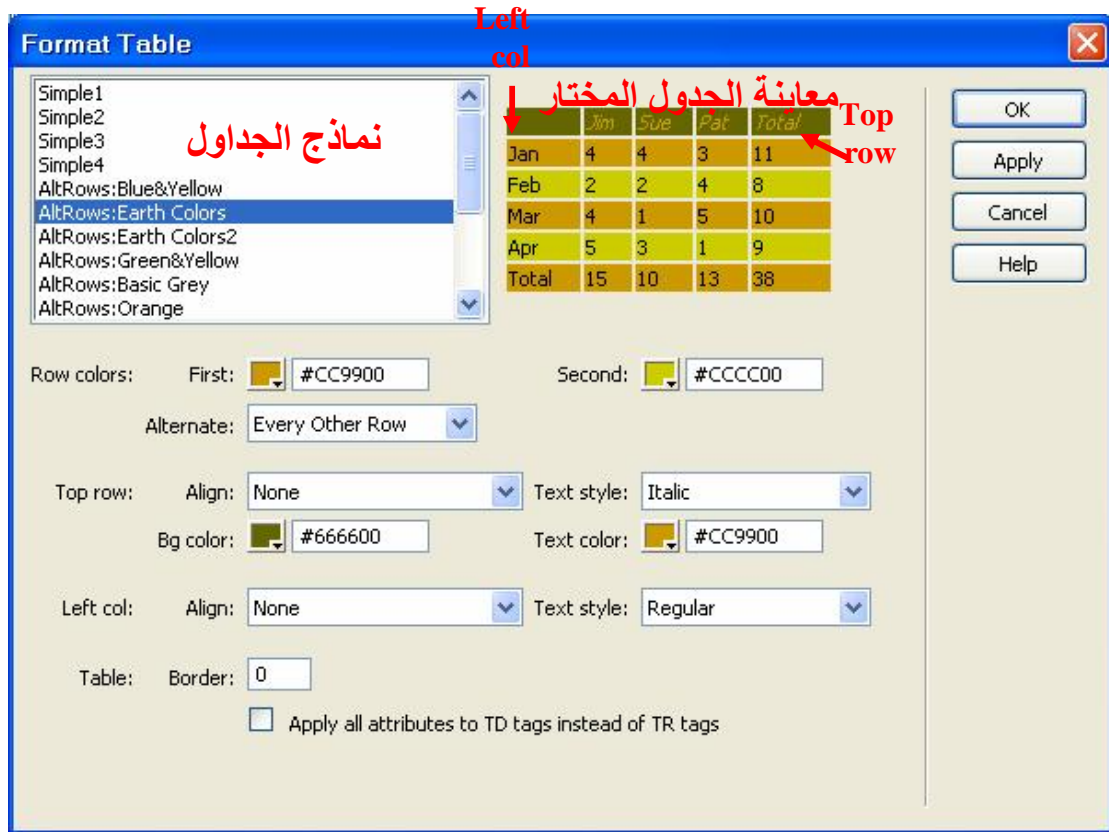 Left
col
Format Table
Simple1
Simple2
Simple3
Simple4
AltRows:Blue&Yellow
AltRows:Earth Colors
AltRows:Earth Colors2
AltRows:Green&Yellow
AltRows:Basic Grey
AltRows:Orange
نماذج الجداول
معاينة الجدول المختار
Top
row
Jim Sue Pat Total
Jan 4 4 3 11
Feb 2 2 4 8
Mar 4 1 5 10
Apr 5 3 1 9
Total 15 10 13 38
OK
Apply
Cancel
Help
Row colors: First: #CC9900 Second: #CCCC00
Alternate: Every Other Row
Top row: Align: None Text style: Italic
Bg color: #666600 Text color: #CC9900
Left col: Align: None Text style: Regular
Table: Border: 0
Apply all attributes to TD tags instead of TR tags